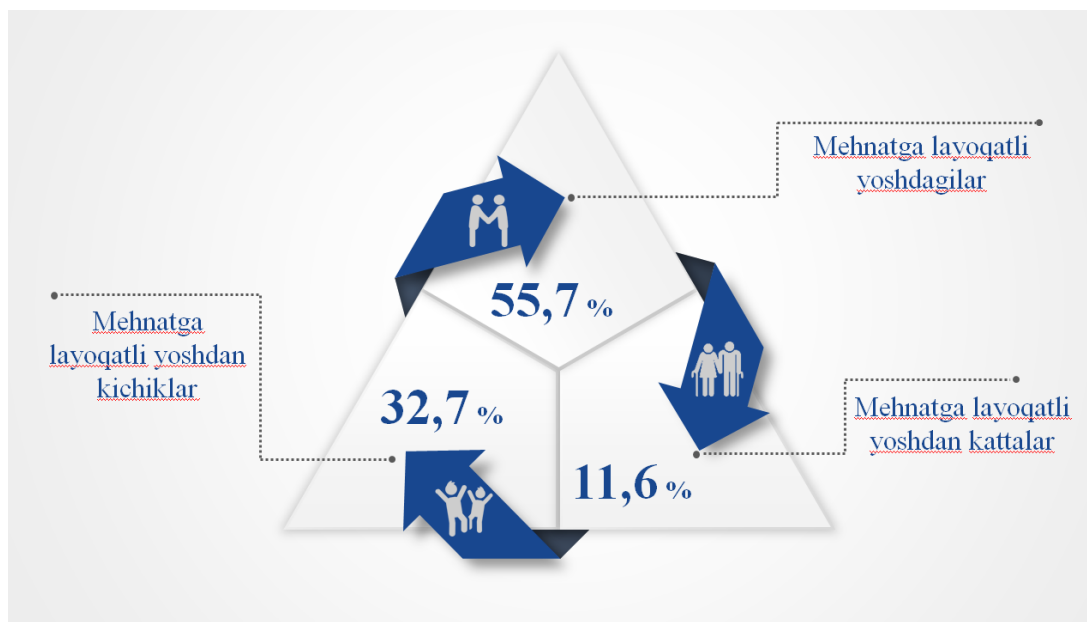 Mehnatga layoqatli
yoshdagilar
55,7 %
Mehnatga
layoqatli yoshdan
kichiklar
32,7 %
Mehnatga layoqatli
yoshdan kattalar
11,6 %